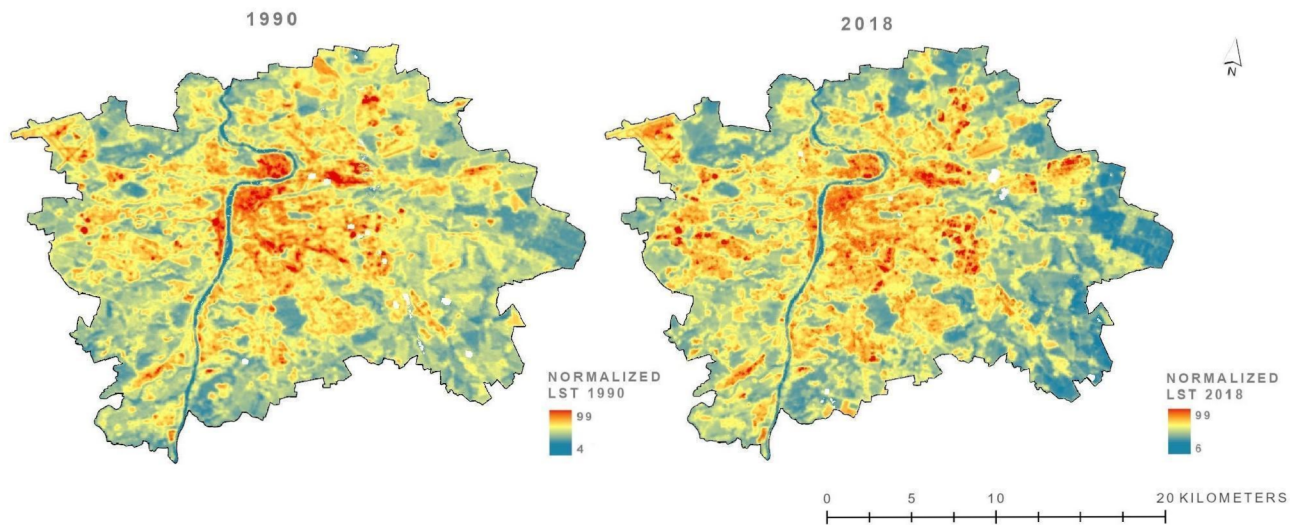 1990
2018
N
NORMALIZED
LST 1990
99
4
NORMALIZED
LST 2018
99
6
0 5 10 20 KILOMETERS